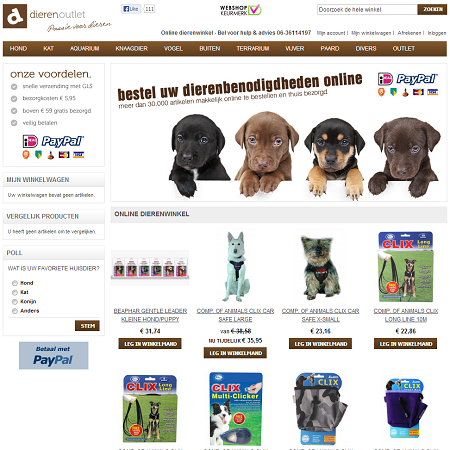 dierenoutlet
Passie voor dieren
Like 111
WEBSHOP
KEURMERK
Doorzoek de hele winkel
ZOEKEN
Online dierenwinkel - Bel voor hulp & advies 06-36114197
Mijn account | Mijn winkelwagen | Afrekenen | Inloggen
HOND KAT AQUARIUM KNAAGDIER VOGEL BUITEN TERRARIUM VIJVER PAARD DIVERS OUTLET
onze voordelen.
snelle verzending met GLS
bezorgkosten € 5,95
boven € 59 gratis bezorgd
veilig betalen
PayPal
bestel uw dierenbenodigdheden online
meer dan 30.000 artikelen makkelijk online te bestellen en thuis bezorgd
PayPal
MIJN WINKELWAGEN
Uw winkelwagen bevat geen artikelen.
VERGELIJK PRODUCTEN
U heeft geen artikelen om te vergelijken.
POLL
WAT IS UW FAVORIETE HUISDIER?
Hond
Kat
Konijn
Anders
STEM
Betaal met
PayPal
ONLINE DIERENWINKEL
CLIX
Long Line
BEAPHAR GENTLE LEADER KLEINE HOND/PUPPY
€ 31,74
LEG IN WINKELMAND
COMP. OF ANIMALS CLIX CAR SAFE LARGE
van € 38,58
NU TIJDELIJK € 35,95
LEG IN WINKELMAND
COMP. OF ANIMALS CLIX CAR SAFE X-SMALL
€ 23,16
LEG IN WINKELMAND
COMP. OF ANIMALS CLIX LONG LINE 10M
€ 22,86
LEG IN WINKELMAND
CLIX
Long Line
CLIX
Multi-Clicker
CLIX
CLIX